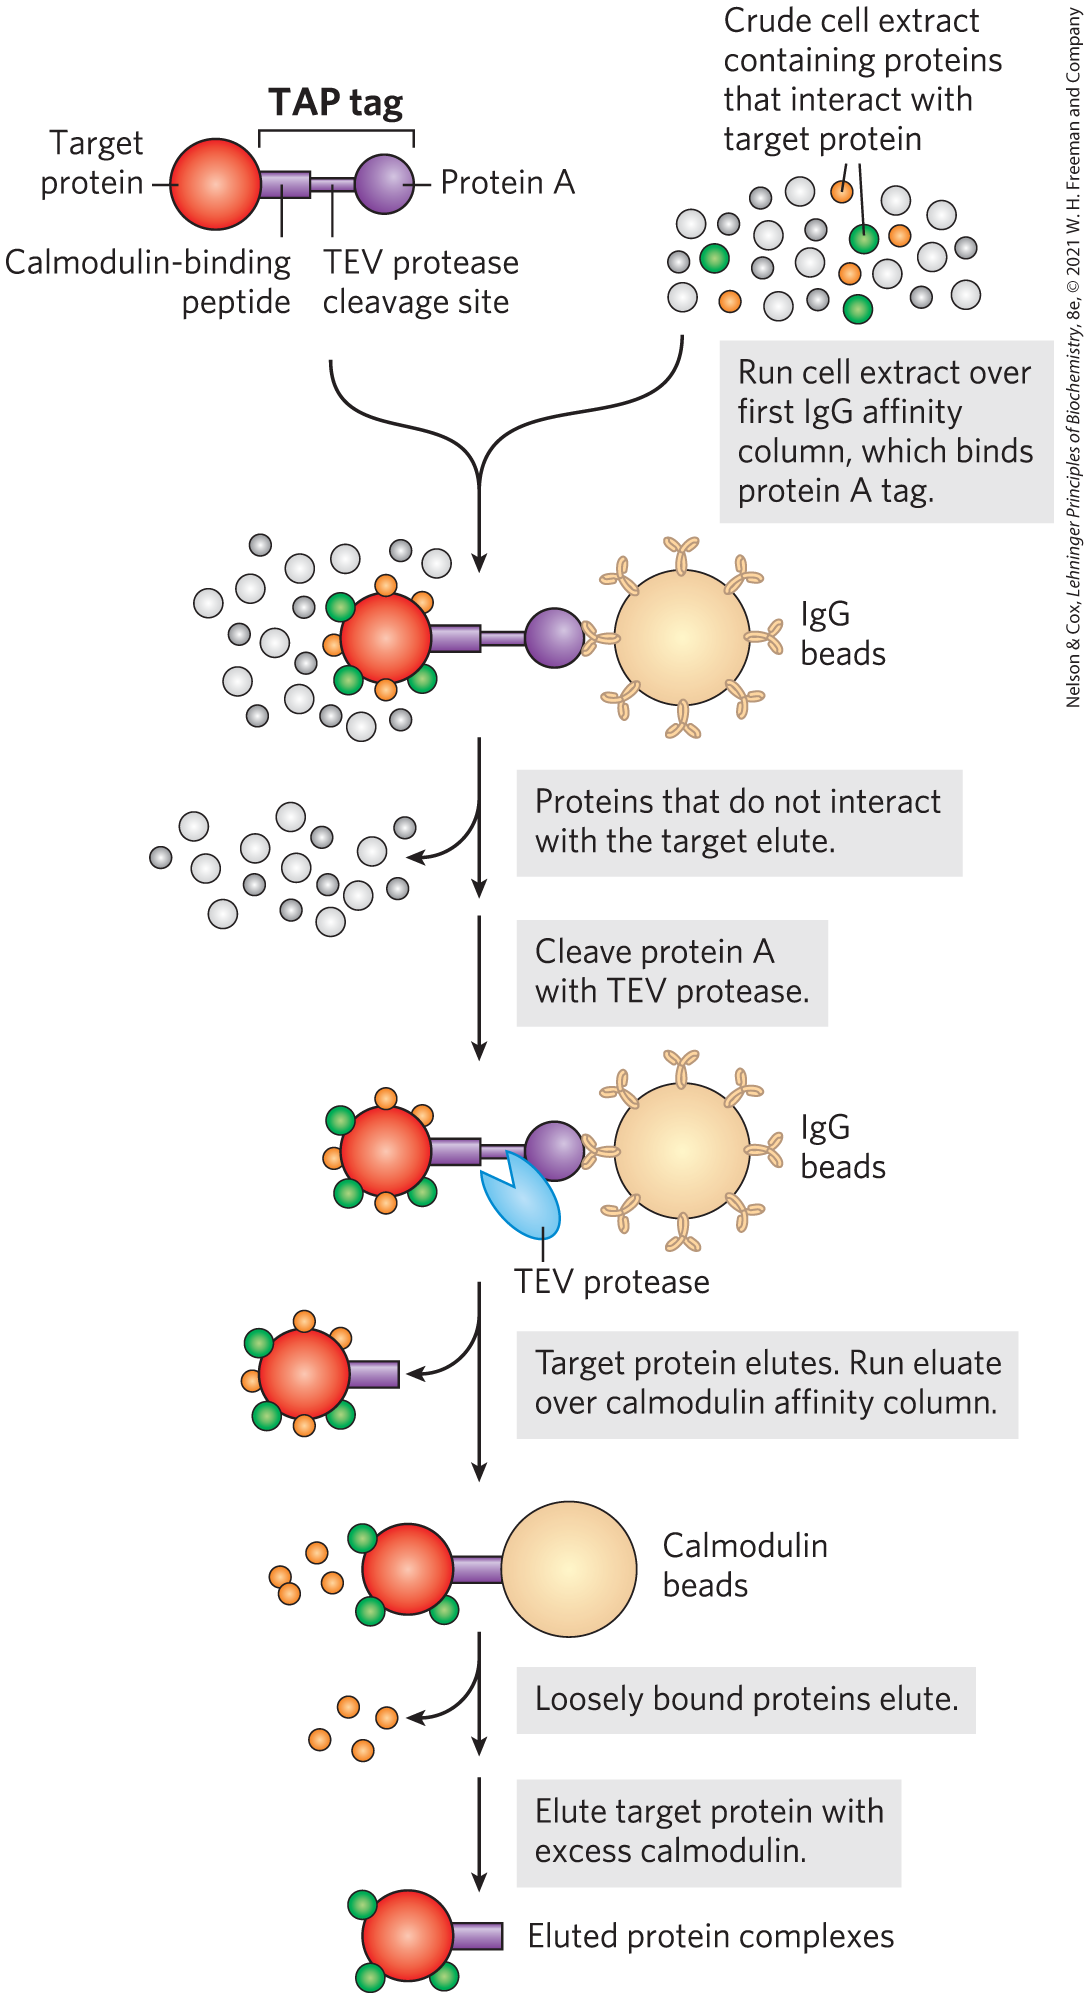 Crude cell extract
containing proteins
that interact with
target protein
TAP tag
Target
protein
Protein A
Calmodulin-binding
peptide
TEV protease
cleavage site
Run cell extract over
first IgG affinity
column, which binds
protein A tag.
IgG
beads
Proteins that do not interact
with the target elute.
Cleave protein A
with TEV protease.
IgG
beads
TEV protease
Target protein elutes. Run eluate
over calmodulin affinity column.
Calmodulin
beads
Loosely bound proteins elute.
Elute target protein with
excess calmodulin.
Eluted protein complexes
Nelson & Cox, Lehninger Principles of Biochemistry, 8e, © 2021 W. H. Freeman and Company